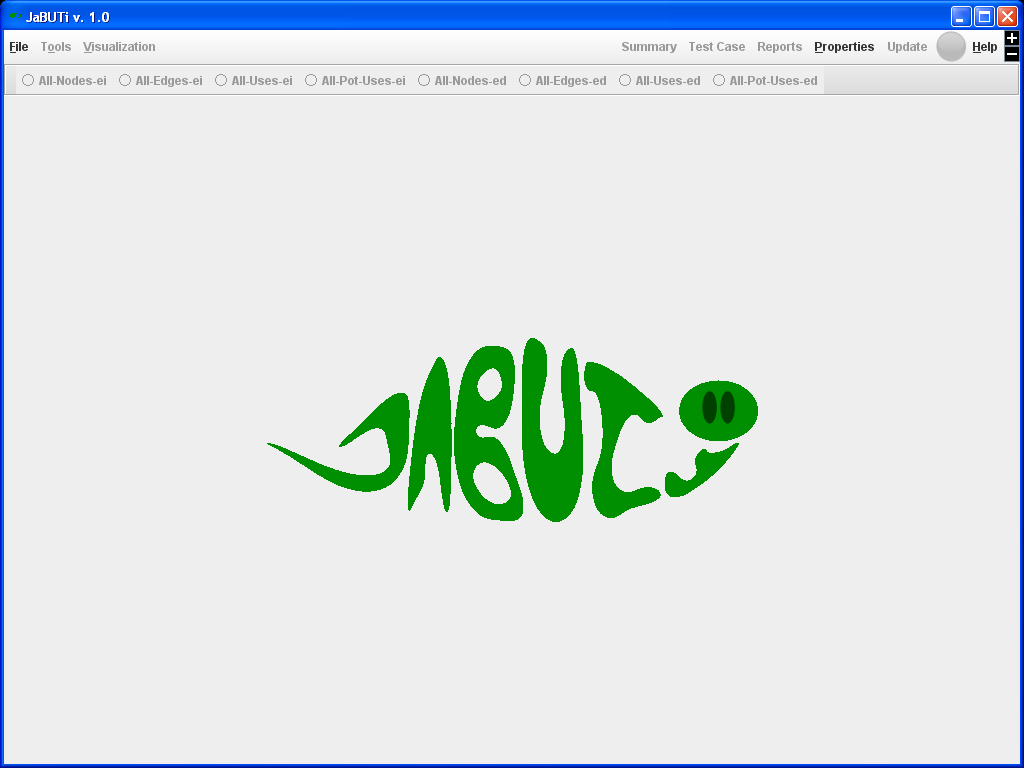 JaBUTi v. 1.0
File Tools Visualization Summary Test Case Reports Properties Update Help + -
All-Nodes-ei All-Edges-ei All-Uses-ei All-Pot-Uses-ei All-Nodes-ed All-Edges-ed All-Uses-ed All-Pot-Uses-ed
JABUTi